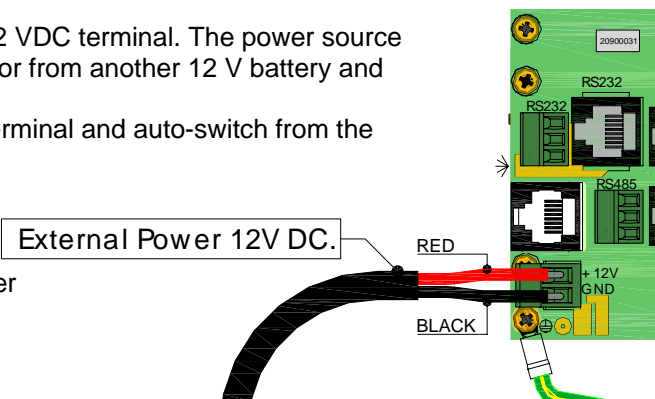 2 VDC terminal. The power source
or from another 12 V battery and
erminal and auto-switch from the
External Power 12V DC.
er
RED
BLACK
20900031
RS232
RS232
RS485
+ 12V
GND